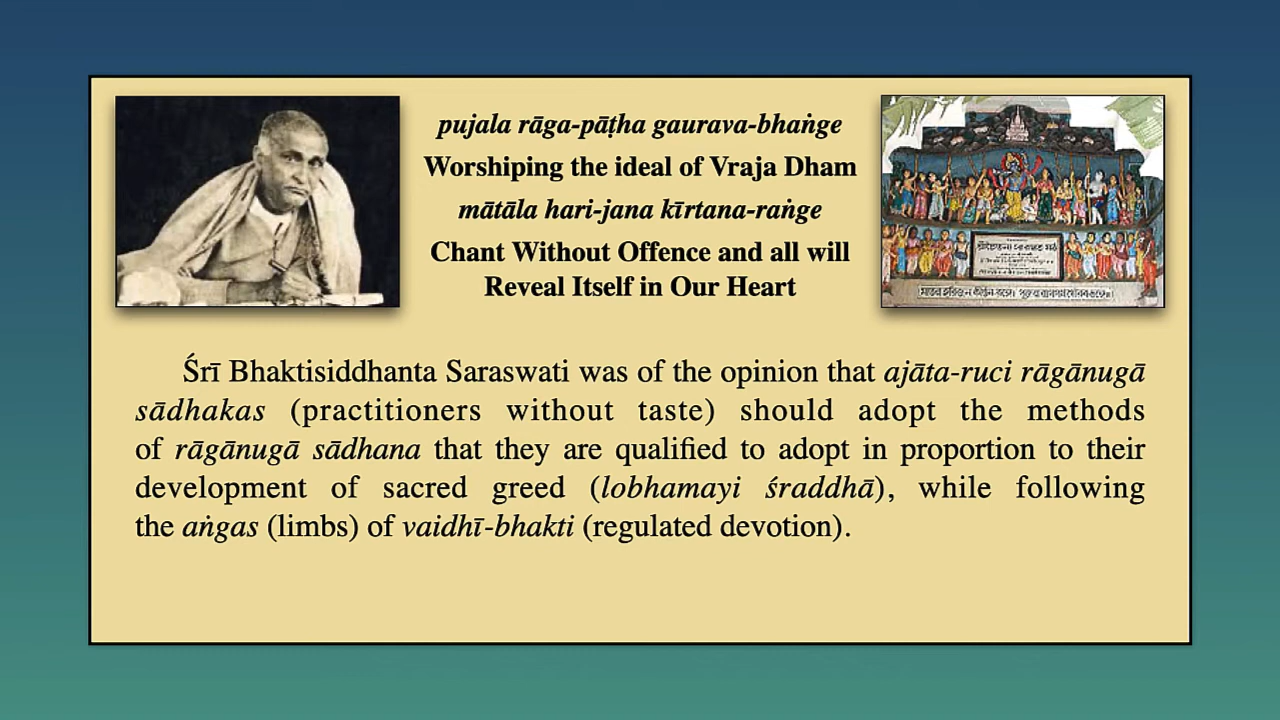 pujala rāga-pāṭha gaurava-bhaṅge
Worshiping the ideal of Vraja Dham
mātāla hari-jana kīrtana-raṅge
Chant Without Offence and all will
Reveal Itself in Our Heart
Śrī Bhaktisiddhanta Saraswati was of the opinion that ajāta-ruci rāgānugā
sādhakas (practitioners without taste) should adopt the methods
of rāgānugā sādhana that they are qualified to adopt in proportion to their
development of sacred greed (lobhamayi śraddhā), while following
the aṅgas (limbs) of vaidhī-bhakti (regulated devotion).